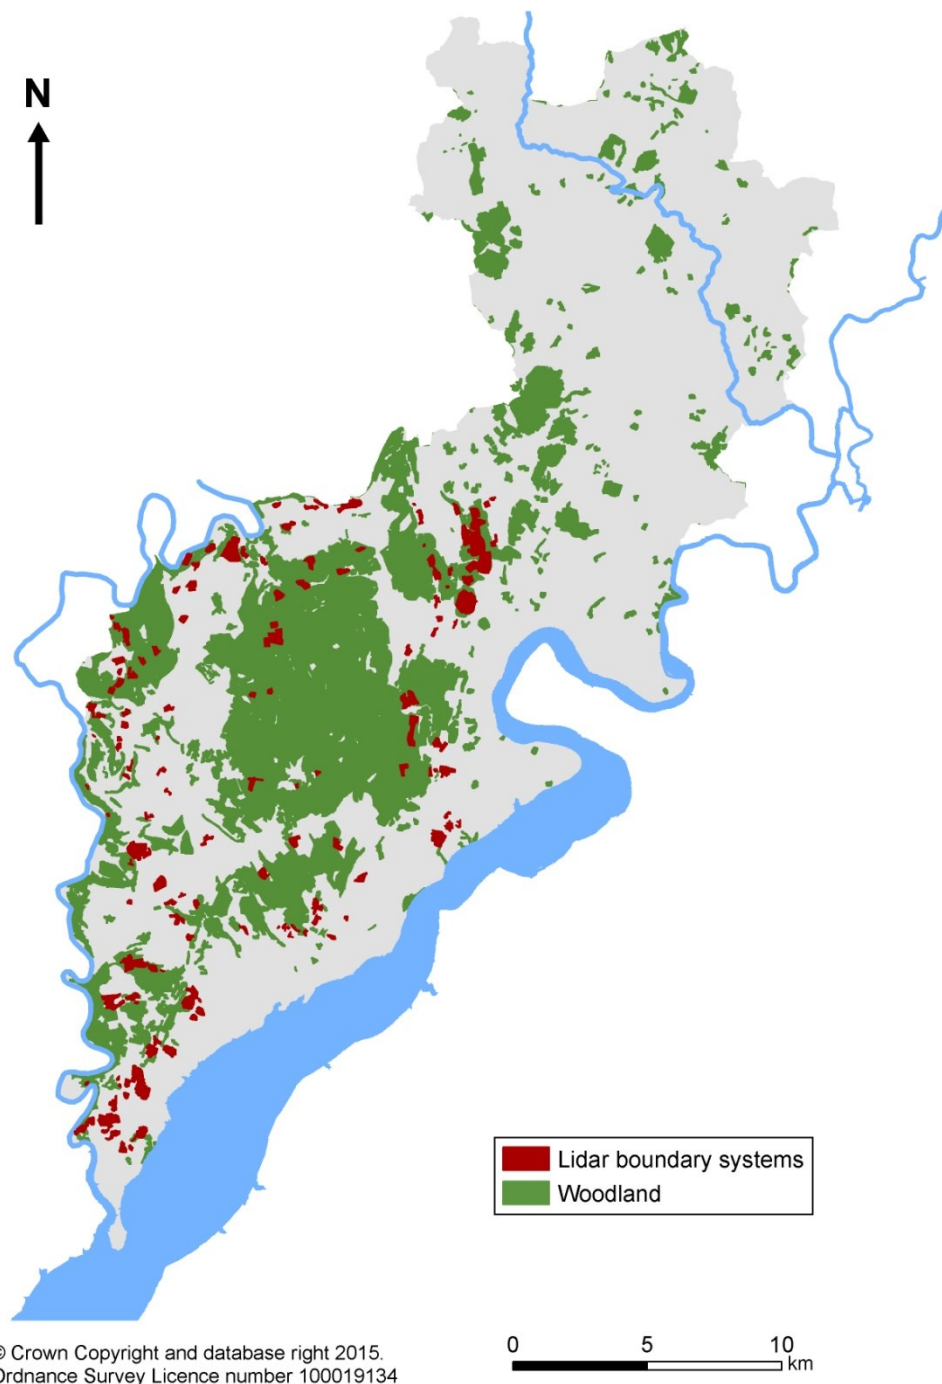 N
Lidar boundary systems
Woodland
0 5 10
km
© Crown Copyright and database right 2015.
Ordnance Survey Licence number 100019134